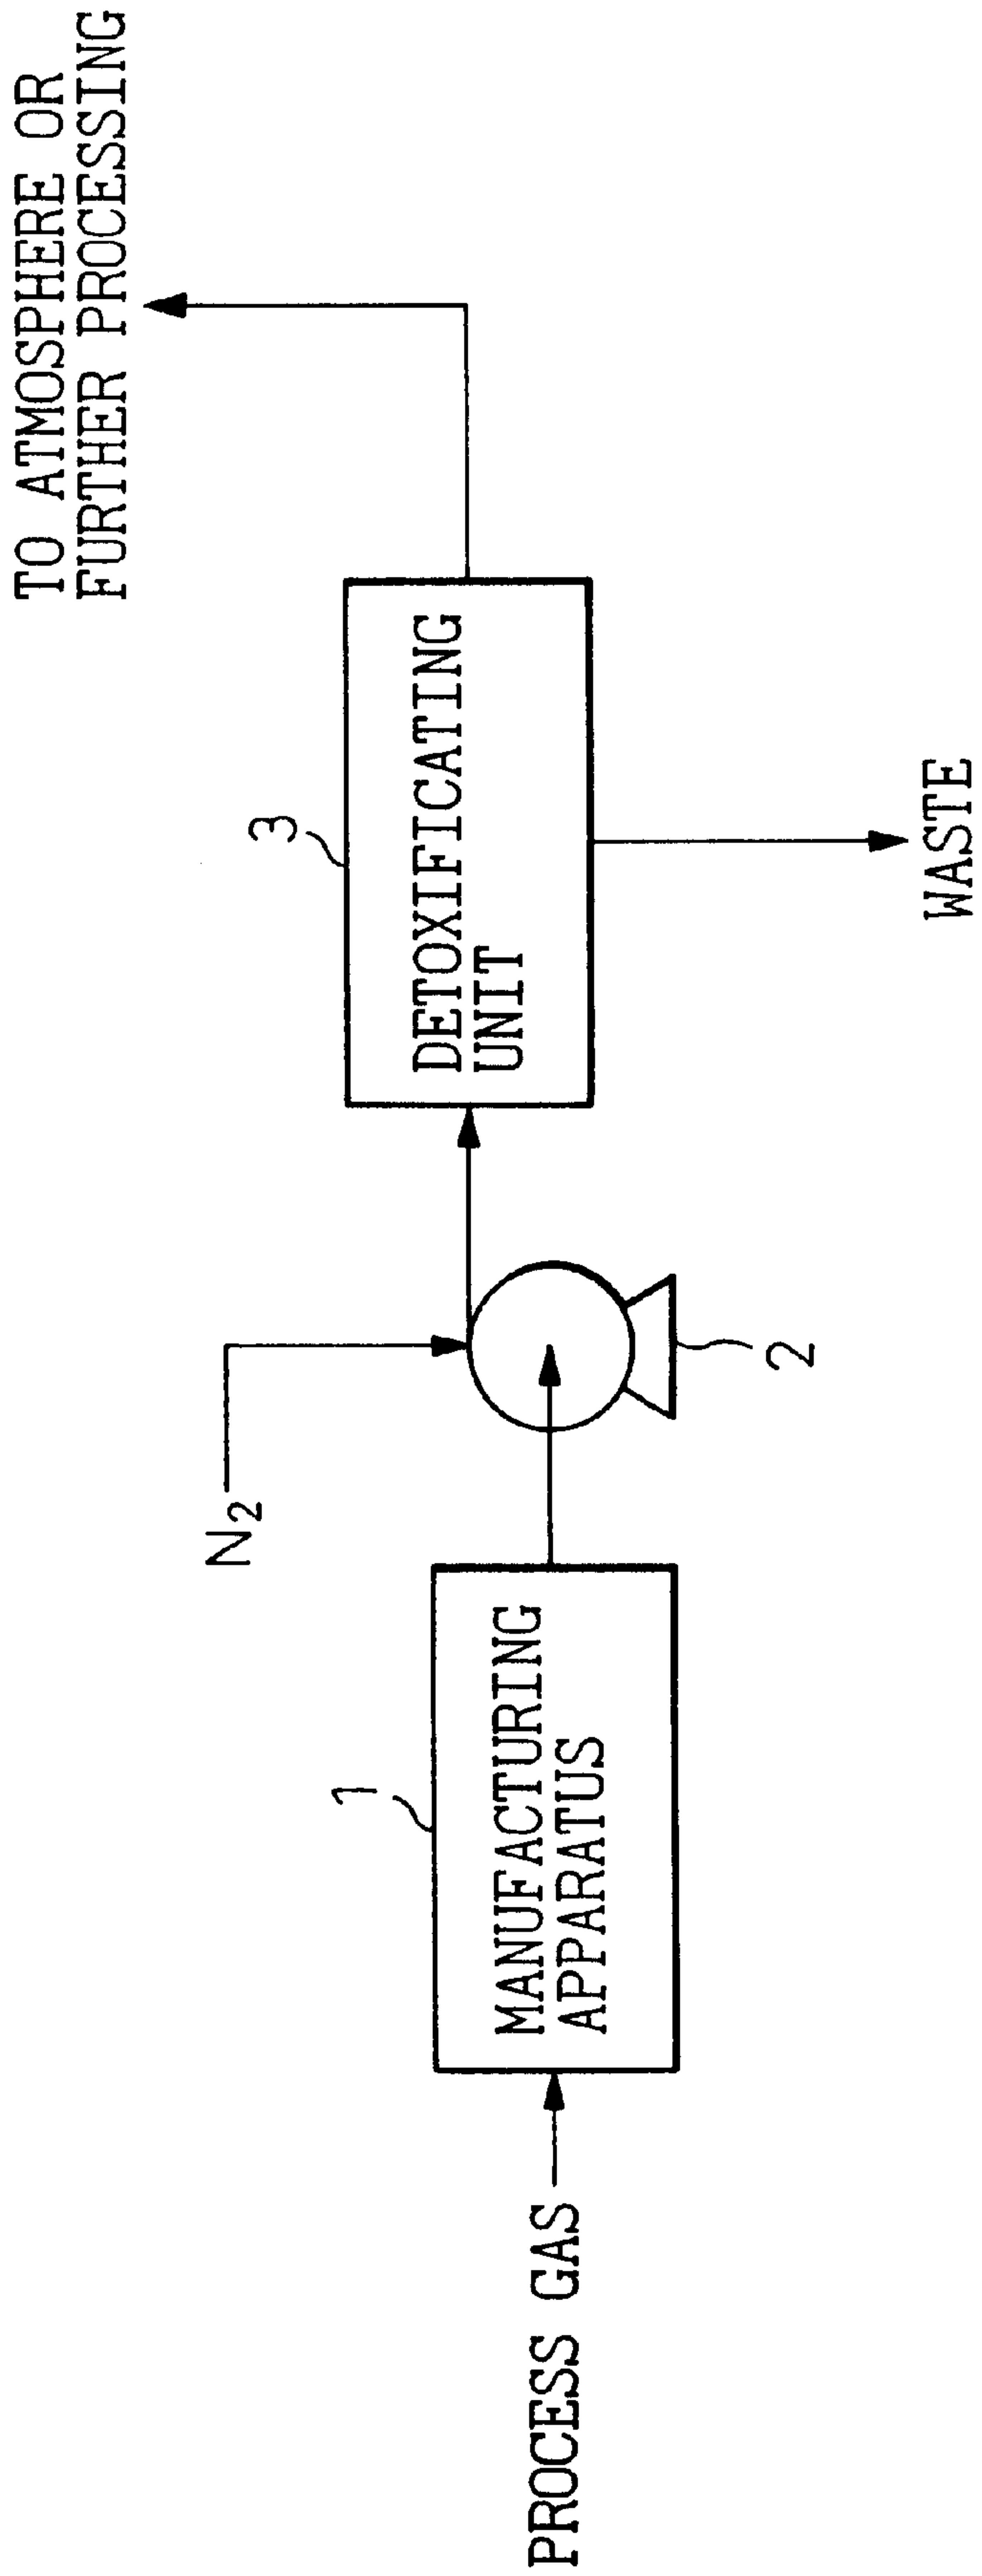 TO ATMOSPHERE OR
FURTHER PROCESSING
3
DETOXIFICATING
UNIT
WASTE
N₂
2
1
MANUFACTURING
APPARATUS
PROCESS GAS